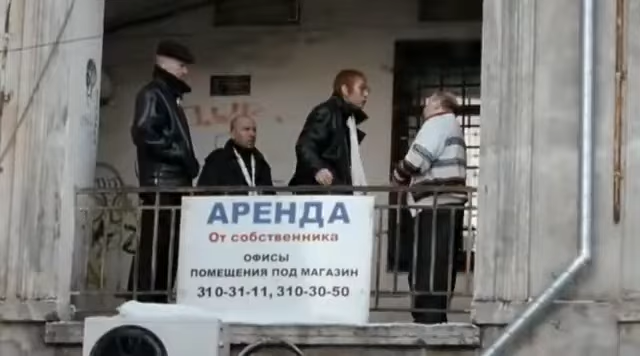 АРЕНДА
От собственника
ОФИСЫ
ПОМЕЩЕНИЯ ПОД МАГАЗИН
310-31-11, 310-30-50